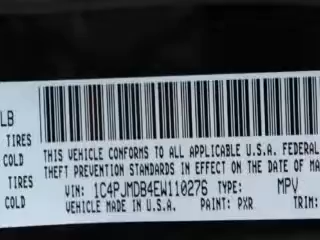 LB
TIRES
COLD
THIS VEHICLE CONFORMS TO ALL APPLICABLE U.S.A. FEDERAL
THEFT PREVENTION STANDARDS IN EFFECT ON THE DATE OF MA
TIRES
COLD
VIN: 1C4PJMDB4EW110276 TYPE: MPV
VEHICLE MADE IN U.S.A. PAINT: PXR TRIM: